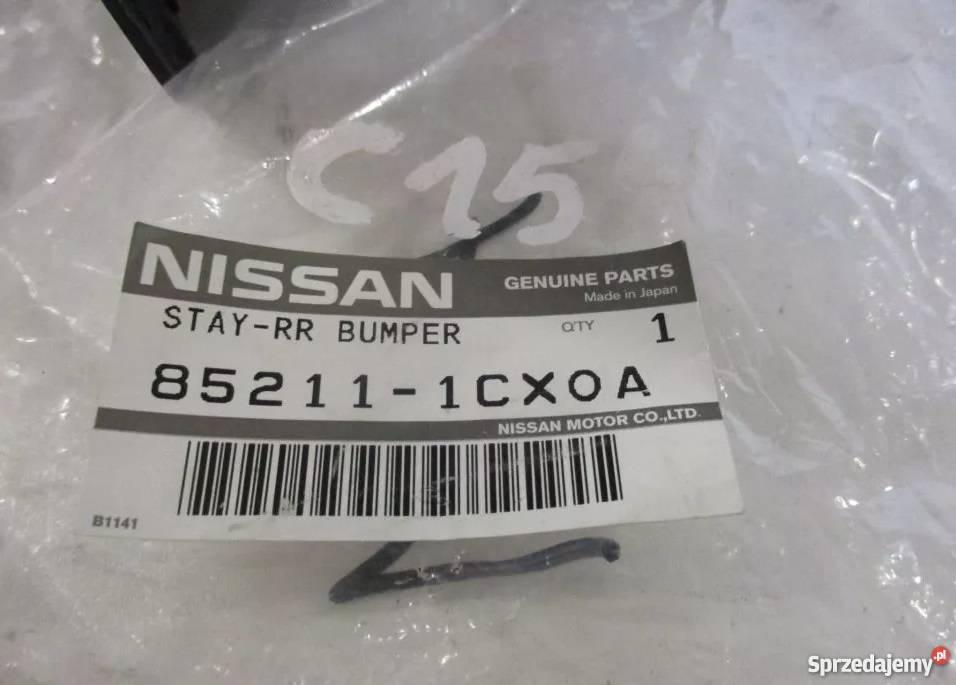 C15
NISSAN
GENUINE PARTS
Made in Japan
STAY-RR BUMPER
Q'TY 1
85211-1CX0A
NISSAN MOTOR CO.,LTD.
B1141
Sprzedajemy.pl